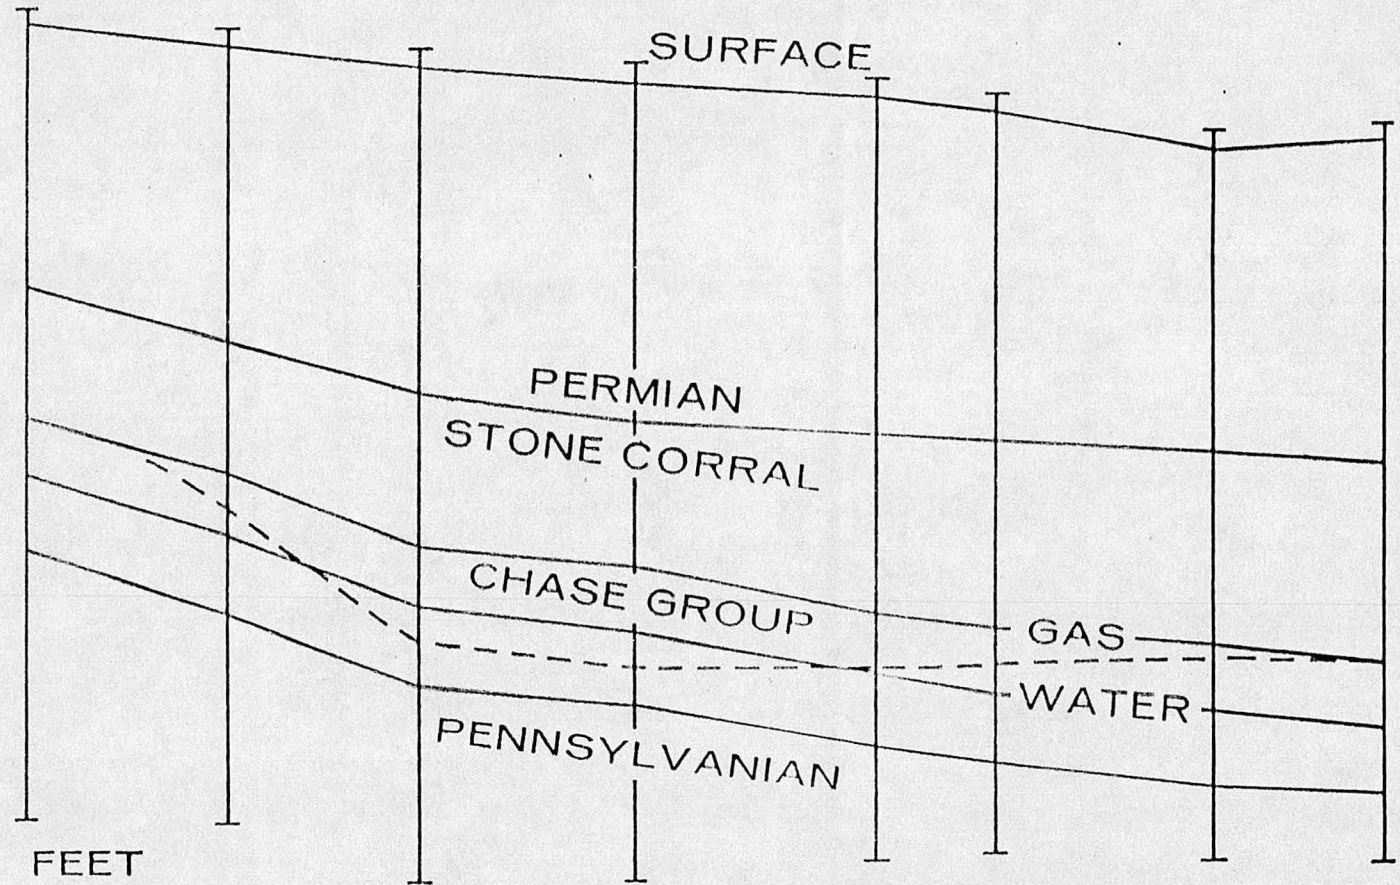 SURFACE
PERMIAN
STONE CORRAL
CHASE GROUP
GAS
WATER
PENNSYLVANIAN
FEET